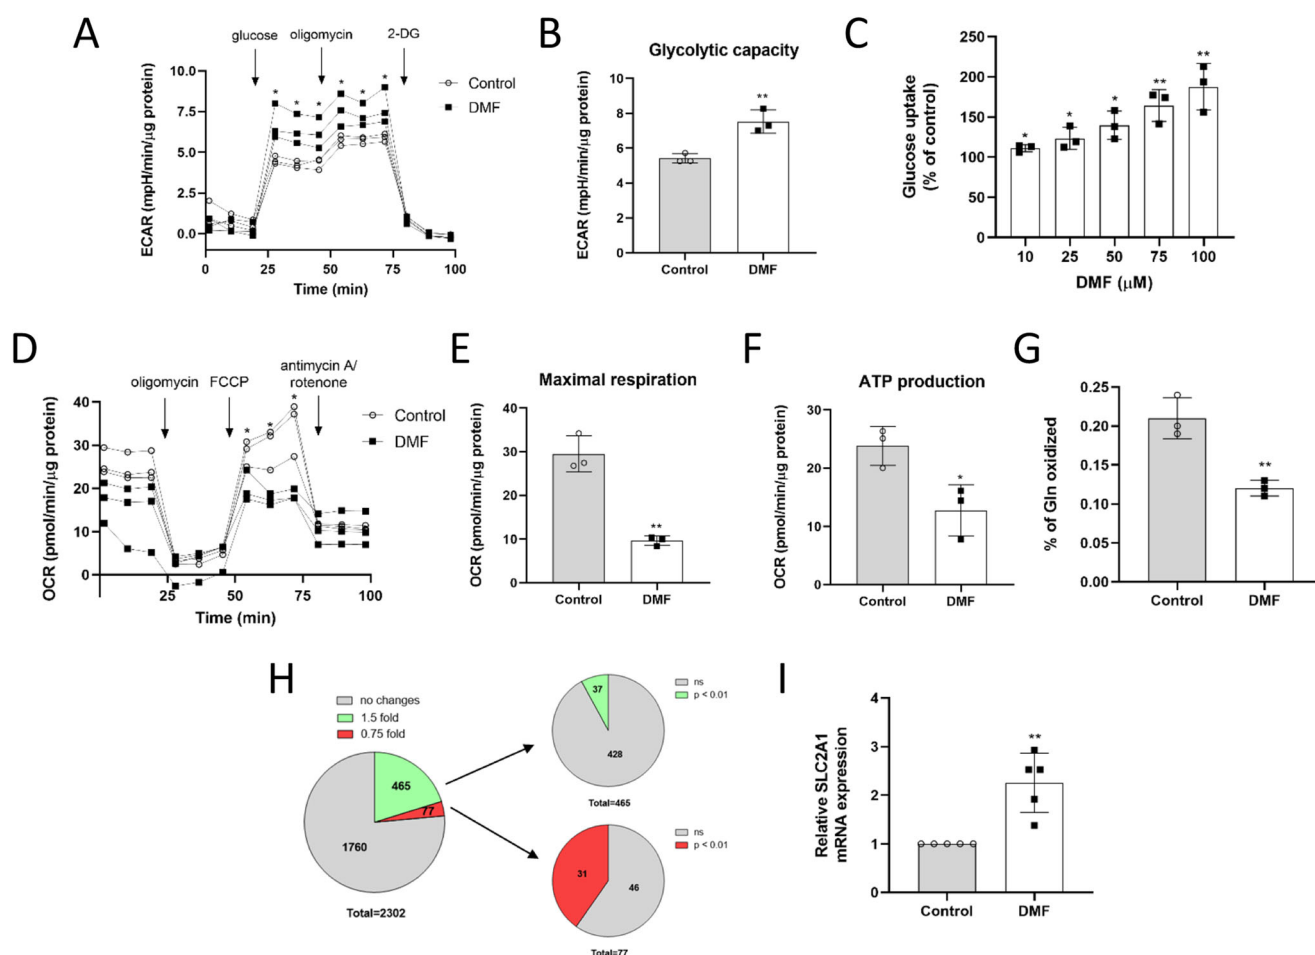 A
glucose
oligomycin
2-DG
Control
DMF
ECAR (mpH/min/µg protein)
10.0
7.5
5.0
2.5
0.0
* * * * * *
0 25 50 75 100
Time (min)
B
Glycolytic capacity
ECAR (mpH/min/µg protein)
10
8
6
4
2
0
**
Control DMF
C
Glucose uptake
(% of control)
250
200
150
100
50
0
* * * ** **
10 25 50 75 100
DMF (µM)
D
oligomycin
FCCP
antimycin A/
rotenone
Control
DMF
OCR (pmol/min/µg protein)
40
30
20
10
0
* * *
25 50 75 100
Time (min)
E
Maximal respiration
OCR (pmol/min/µg protein)
40
30
20
10
0
**
Control DMF
F
ATP production
OCR (pmol/min/µg protein)
30
20
10
0
*
Control DMF
G
% of Gln oxidized
0.25
0.20
0.15
0.10
0.05
0.00
**
Control DMF
H
no changes
1.5 fold
0.75 fold
465
77
1760
Total=2302
37
428
Total=465
ns
p < 0.01
31
46
Total=77
ns
p < 0.01
I
Relative SLC2A1
mRNA expression
4
3
2
1
0
**
Control DMF